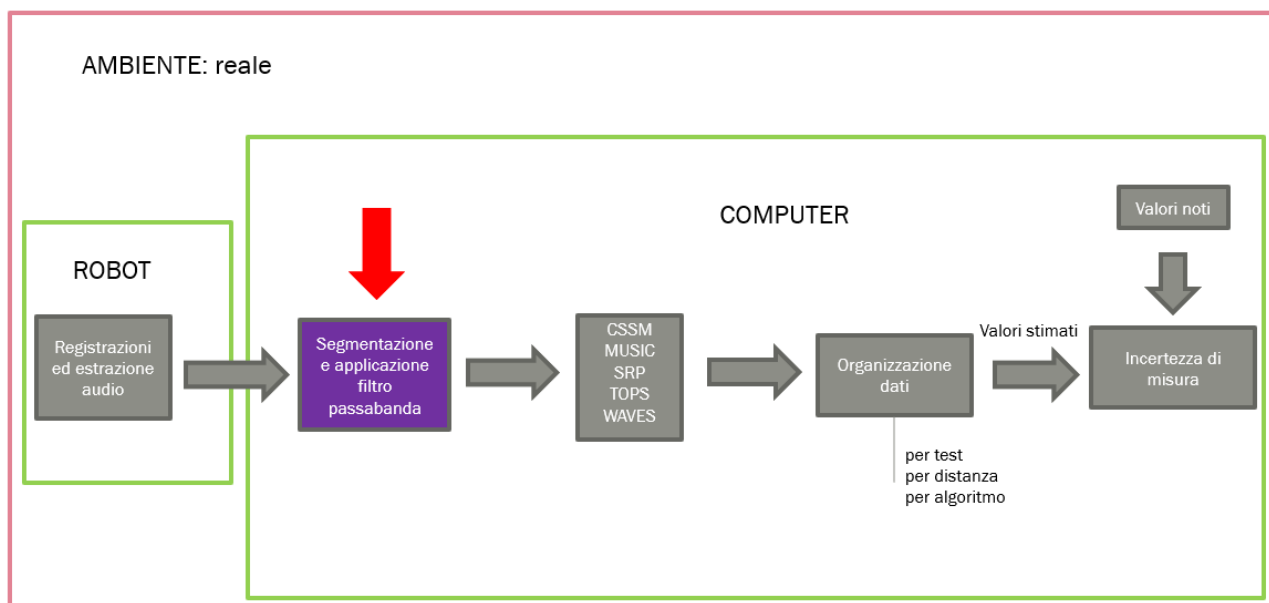 AMBIENTE: reale
ROBOT
Registrazioni
ed estrazione
audio
COMPUTER
Segmentazione
e applicazione
filtro
passabanda
CSSM
MUSIC
SRP
TOPS
WAVES
Organizzazione
dati
per test
per distanza
per algoritmo
Valori stimati
Valori noti
Incertezza di
misura